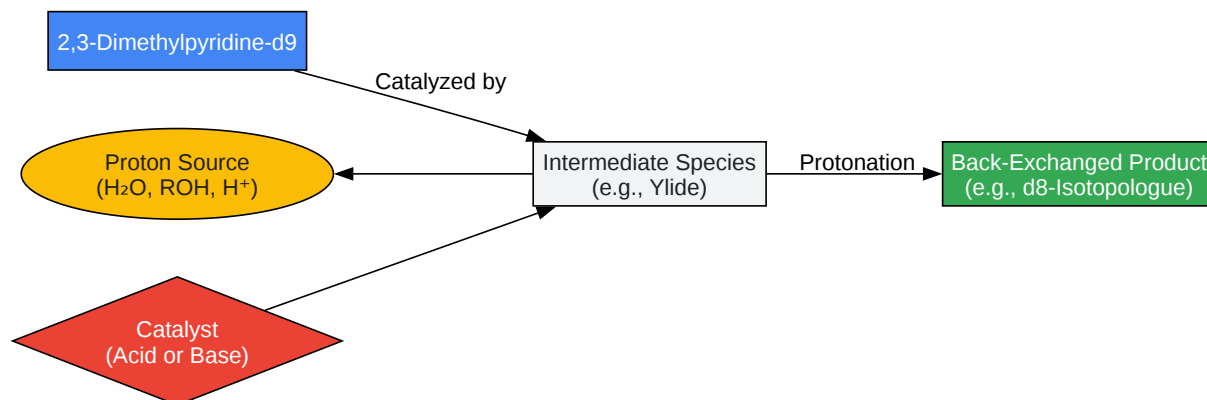 2,3-Dimethylpyridine-d9
Catalyzed by
Proton Source
(H₂O, ROH, H⁺)
Intermediate Species
(e.g., Ylide)
Protonation
Back-Exchanged Product
(e.g., d8-Isotopologue)
Catalyst
(Acid or Base)